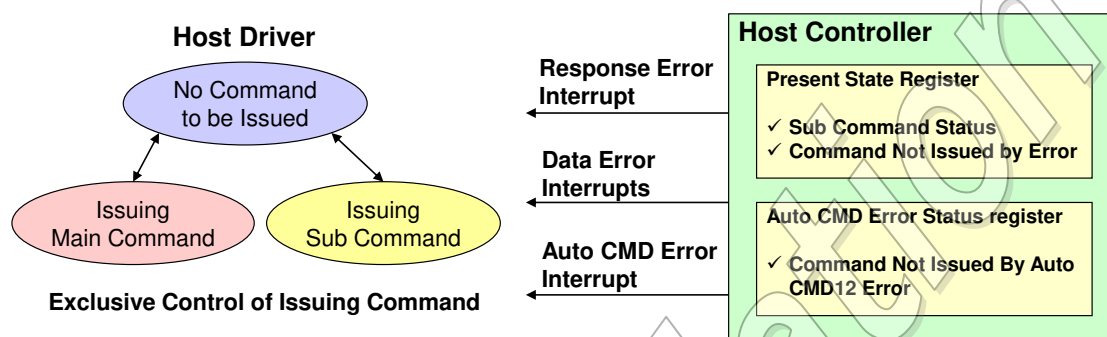 Host Driver
No Command
to be Issued
Issuing
Main Command
Issuing
Sub Command
Exclusive Control of Issuing Command
Response Error
Interrupt
Data Error
Interrupts
Auto CMD Error
Interrupt
Host Controller
Present State Register
✓ Sub Command Status
✓ Command Not Issued by Error
Auto CMD Error Status register
✓ Command Not Issued By Auto
CMD12 Error